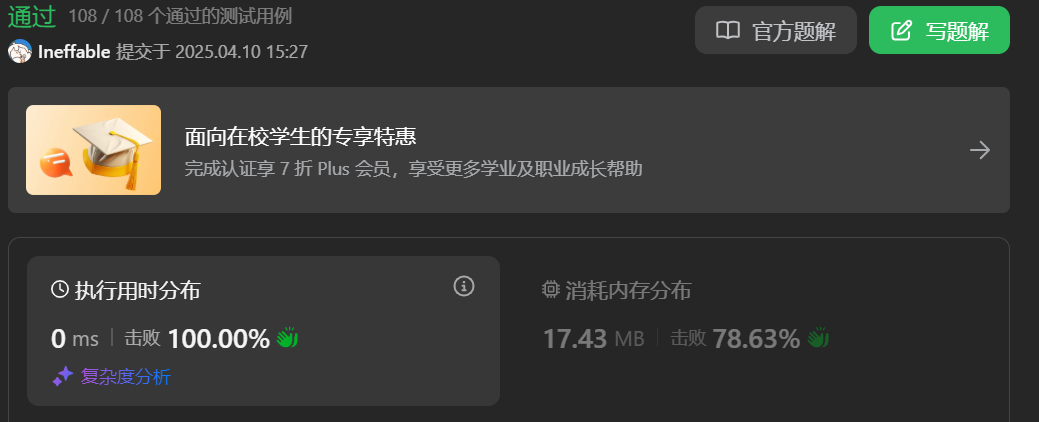 通过 108 / 108 个通过的测试用例
官方题解
写题解
Ineffable 提交于 2025.04.10 15:27
面向在校学生的专享特惠
完成认证享 7 折 Plus 会员，享受更多学业及职业成长帮助
执行用时分布
0 ms 击败 100.00%
复杂度分析
消耗内存分布
17.43 MB 击败 78.63%